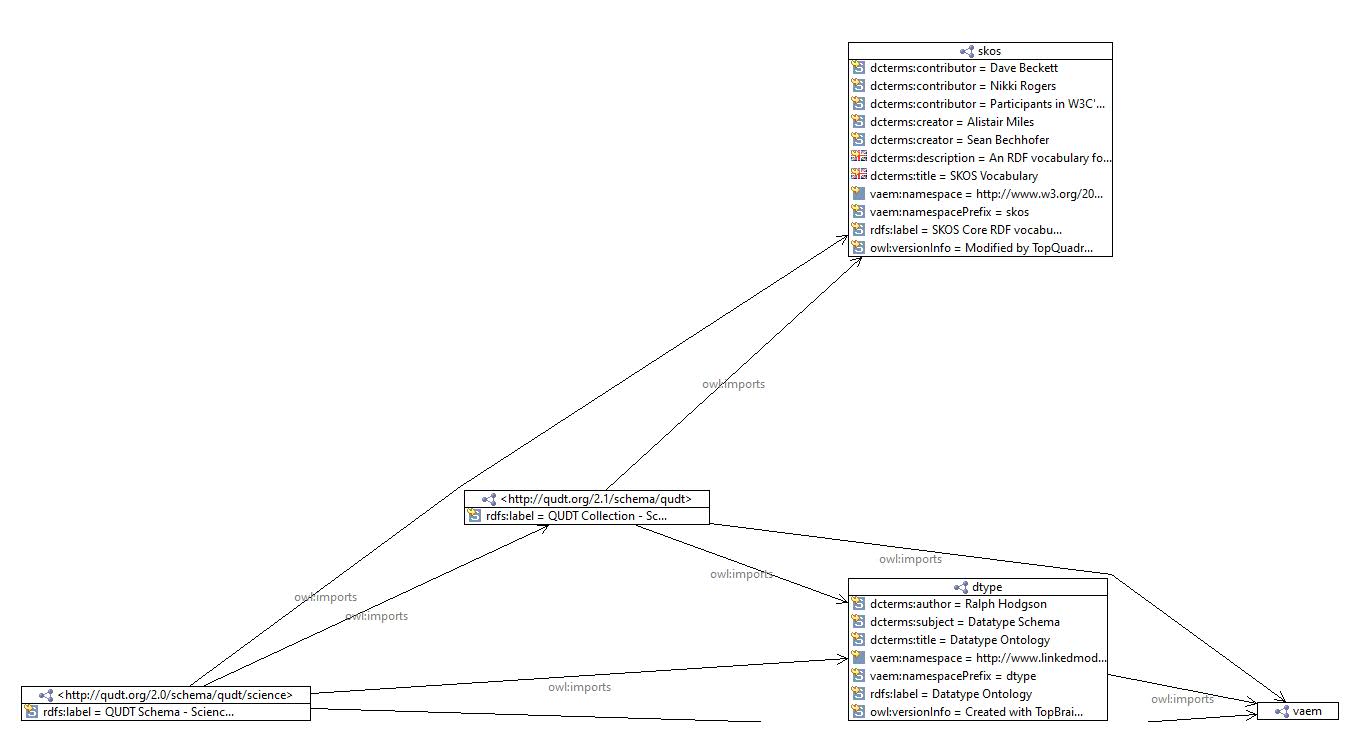 skos
dcterms:contributor = Dave Beckett
dcterms:contributor = Nikki Rogers
dcterms:contributor = Participants in W3C'...
dcterms:creator = Alistair Miles
dcterms:creator = Sean Bechhofer
dcterms:description = An RDF vocabulary fo...
dcterms:title = SKOS Vocabulary
vaem:namespace = http://www.w3.org/20...
vaem:namespacePrefix = skos
rdfs:label = SKOS Core RDF vocabu...
owl:versionInfo = Modified by TopQuadr...
owl:imports
<http://qudt.org/2.1/schema/qudt>
rdfs:label = QUDT Collection - Sc...
owl:imports
owl:imports
owl:imports
owl:imports
dtype
dcterms:author = Ralph Hodgson
dcterms:subject = Datatype Schema
dcterms:title = Datatype Ontology
vaem:namespace = http://www.linkedmod...
vaem:namespacePrefix = dtype
rdfs:label = Datatype Ontology
owl:versionInfo = Created with TopBrai...
<http://qudt.org/2.0/schema/qudt/science>
rdfs:label = QUDT Schema - Scienc...
owl:imports
owl:imports
vaem